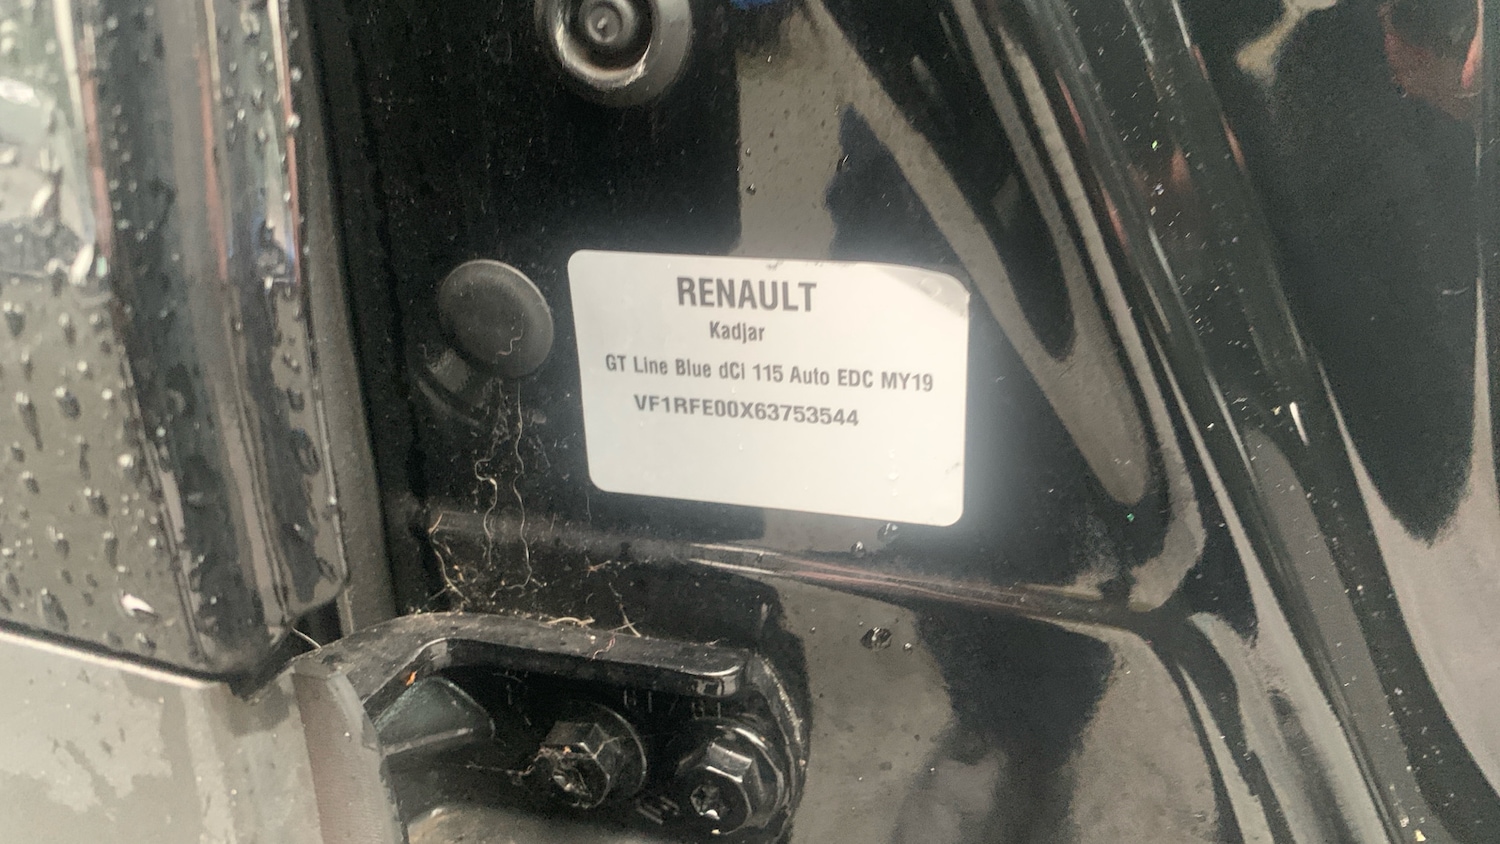 RENAULT
Kadjar
GT Line Blue dCi 115 Auto EDC MY19
VF1RFE00X63753544